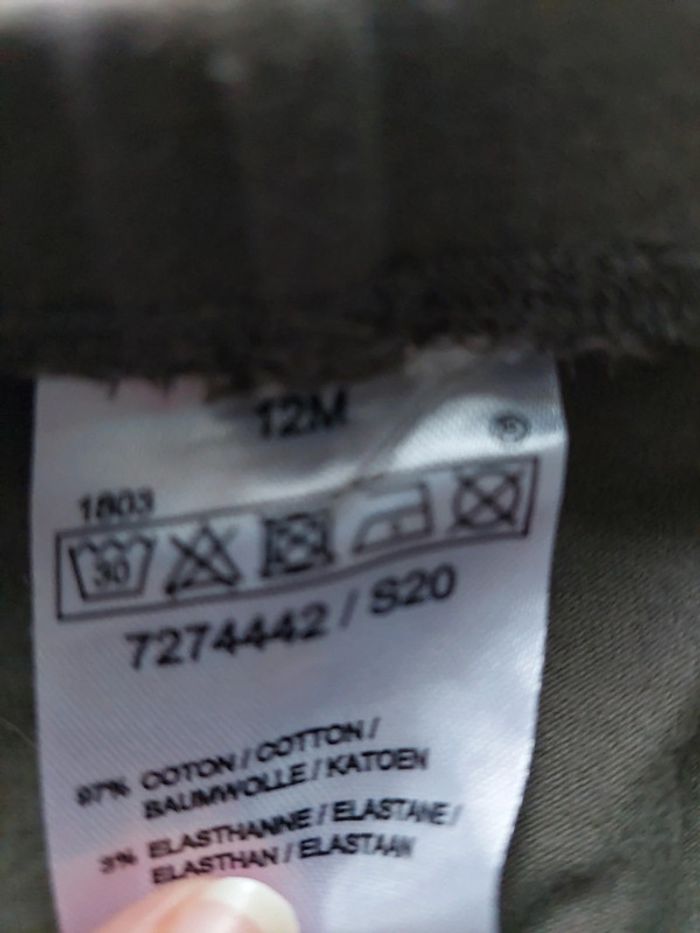 12M
®
1803
30
7274442 / S20
97% COTON / COTTON /
BAUMWOLLE / KATOEN
3% ELASTHANNE / ELASTANE /
ELASTHAN / ELASTAAN